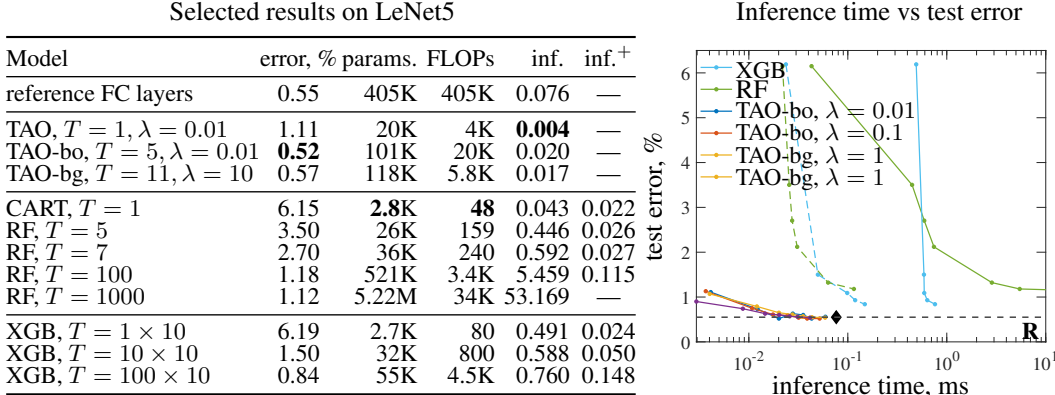 Selected results on LeNet5
Model error, % params. FLOPs inf. inf.⁺
reference FC layers 0.55 405K 405K 0.076 —
TAO, T = 1, λ = 0.01 1.11 20K 4K 0.004 —
TAO-bo, T = 5, λ = 0.01 0.52 101K 20K 0.020 —
TAO-bg, T = 11, λ = 10 0.57 118K 5.8K 0.017 —
CART, T = 1 6.15 2.8K 48 0.043 0.022
RF, T = 5 3.50 26K 159 0.446 0.026
RF, T = 7 2.70 36K 240 0.592 0.027
RF, T = 100 1.18 521K 3.4K 5.459 0.115
RF, T = 1000 1.12 5.22M 34K 53.169 —
XGB, T = 1 × 10 6.19 2.7K 80 0.491 0.024
XGB, T = 10 × 10 1.50 32K 800 0.588 0.050
XGB, T = 100 × 10 0.84 55K 4.5K 0.760 0.148
Inference time vs test error
test error, %
6
5
4
3
2
1
0
XGB
RF
TAO-bo, λ = 0.01
TAO-bo, λ = 0.1
TAO-bg, λ = 1
TAO-bg, λ = 1
R
10⁻² 10⁻¹ 10⁰ 10¹
inference time, ms